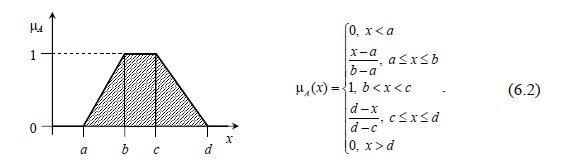 μA
1
0
a b c d x
μA(x) =
0, x < a
x−a
b−a , a ≤ x ≤ b
1, b < x < c
d−x
d−c , c ≤ x ≤ d
0, x > d
.
(6.2)